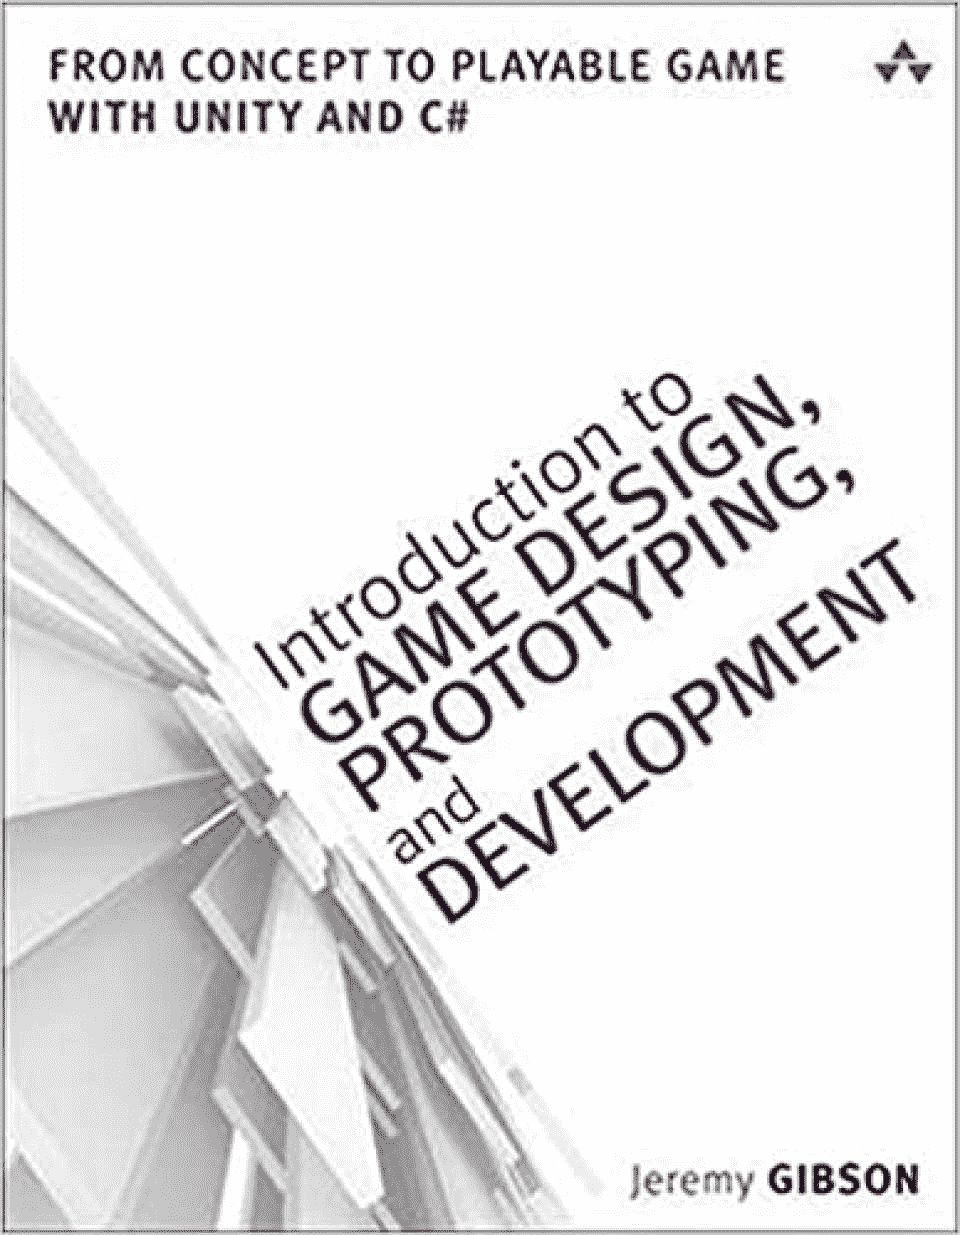 FROM CONCEPT TO PLAYABLE GAME
WITH UNITY AND C#
Introduction to
GAME DESIGN,
PROTOTYPING,
and
DEVELOPMENT
Jeremy GIBSON